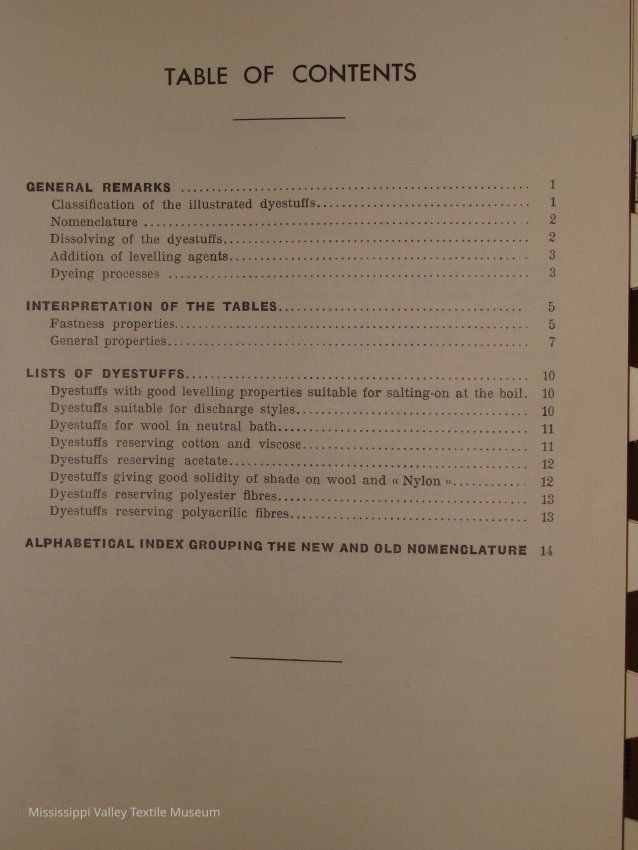 TABLE OF CONTENTS
GENERAL REMARKS ........ 1
Classification of the illustrated dyestuffs........ 1
Nomenclature ........ 2
Dissolving of the dyestuffs........ 2
Addition of levelling agents........ 3
Dyeing processes ........ 3
INTERPRETATION OF THE TABLES........ 5
Fastness properties........ 5
General properties........ 7
LISTS OF DYESTUFFS........ 10
Dyestuffs with good levelling properties suitable for salting-on at the boil. 10
Dyestuffs suitable for discharge styles........ 10
Dyestuffs for wool in neutral bath........ 11
Dyestuffs reserving cotton and viscose........ 11
Dyestuffs reserving acetate........ 12
Dyestuffs giving good solidity of shade on wool and « Nylon »........ 12
Dyestuffs reserving polyester fibres........ 13
Dyestuffs reserving polyacrilic fibres........ 13
ALPHABETICAL INDEX GROUPING THE NEW AND OLD NOMENCLATURE 14
Mississippi Valley Textile Museum